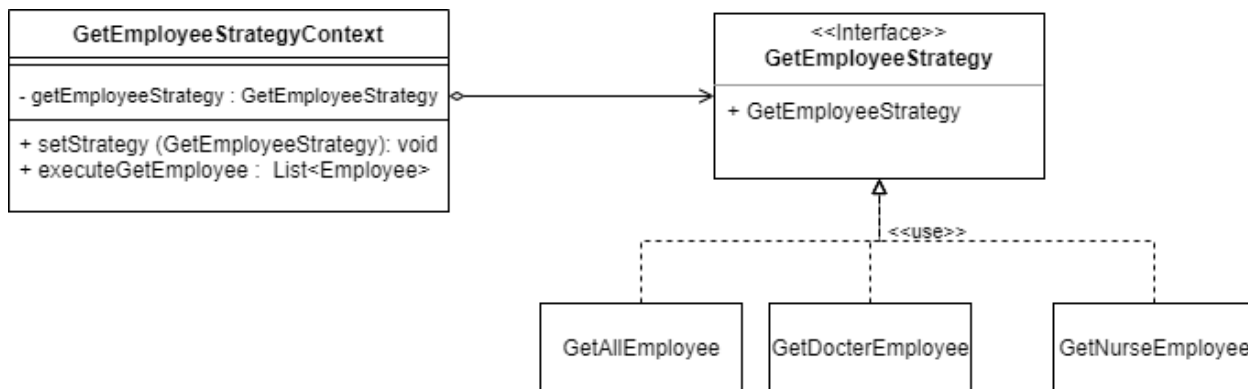 GetEmployeeStrategyContext
- getEmployeeStrategy : GetEmployeeStrategy
+ setStrategy (GetEmployeeStrategy): void
+ executeGetEmployee : List<Employee>
<<Interface>>
GetEmployeeStrategy
+ GetEmployeeStrategy
<<use>>
GetAllEmployee
GetDocterEmployee
GetNurseEmployee